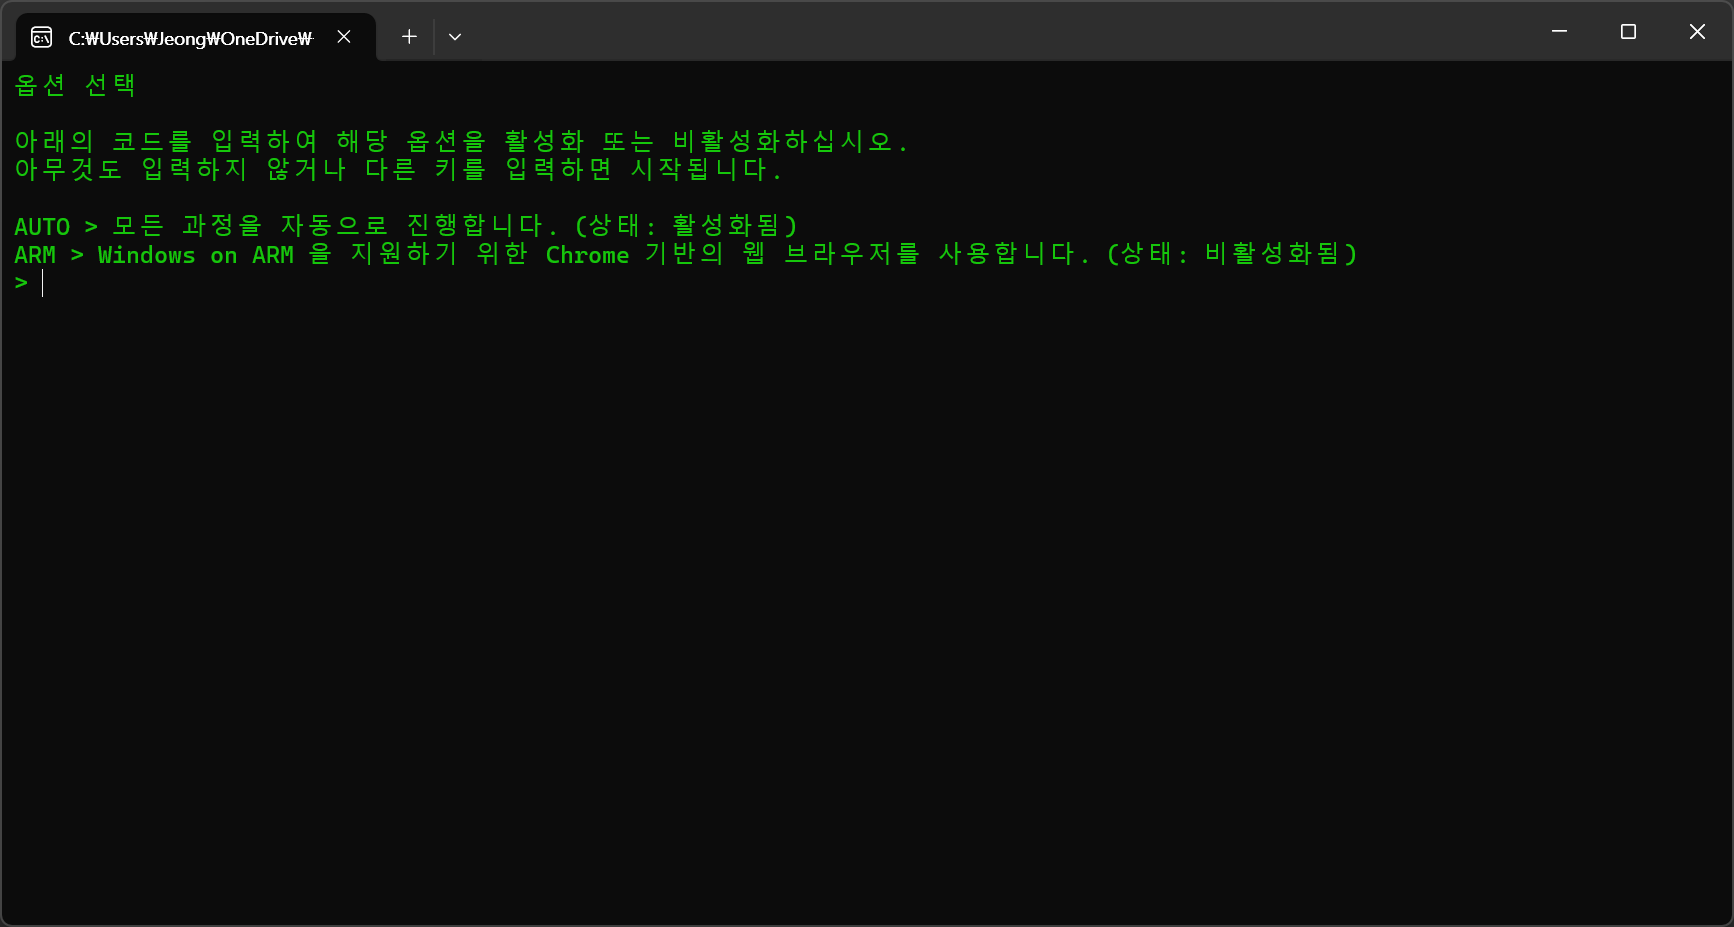 C:₩Users₩Jeong₩OneDrive₩
옵션 선택
아래의 코드를 입력하여 해당 옵션을 활성화 또는 비활성화하십시오.
아무것도 입력하지 않거나 다른 키를 입력하면 시작됩니다.
AUTO > 모든 과정을 자동으로 진행합니다. (상태: 활성화됨)
ARM > Windows on ARM 을 지원하기 위한 Chrome 기반의 웹 브라우저를 사용합니다. (상태: 비활성화됨)
>